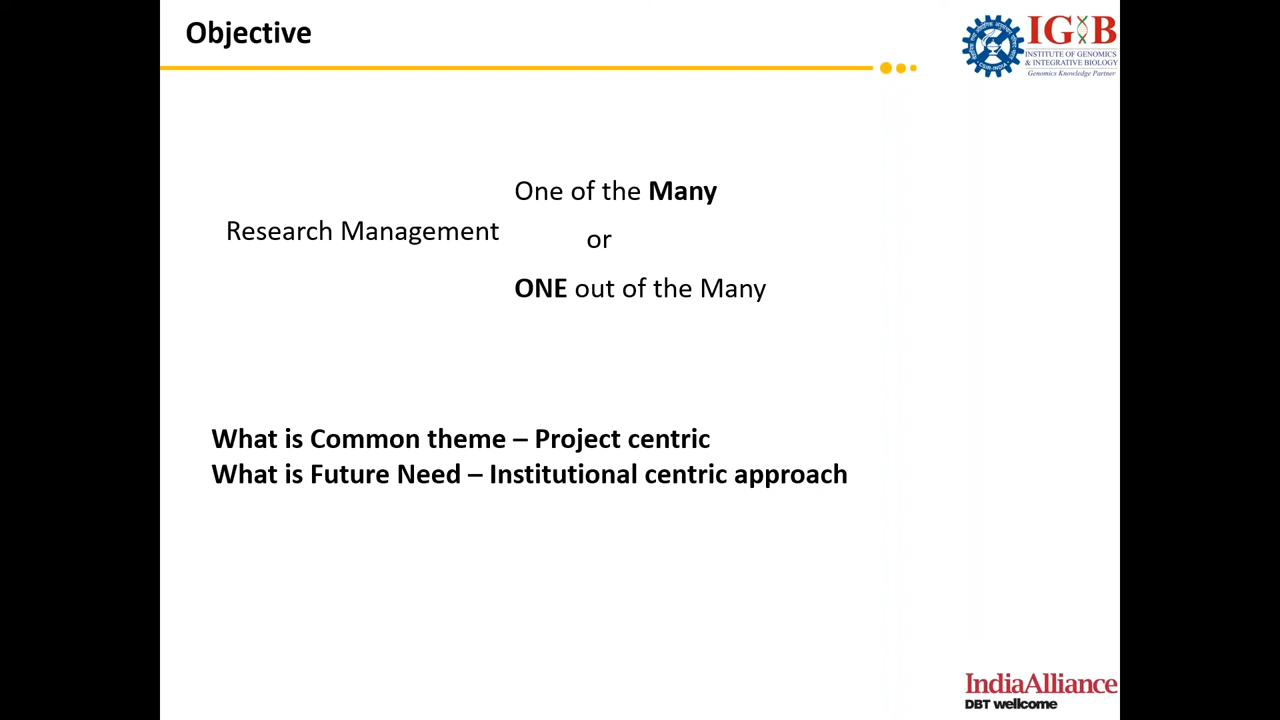 Objective
IGIB
INSTITUTE OF GENOMICS
& INTEGRATIVE BIOLOGY
Genomics Knowledge Partner
One of the Many
Research Management
or
ONE out of the Many
What is Common theme – Project centric
What is Future Need – Institutional centric approach
IndiaAlliance
DBT wellcome